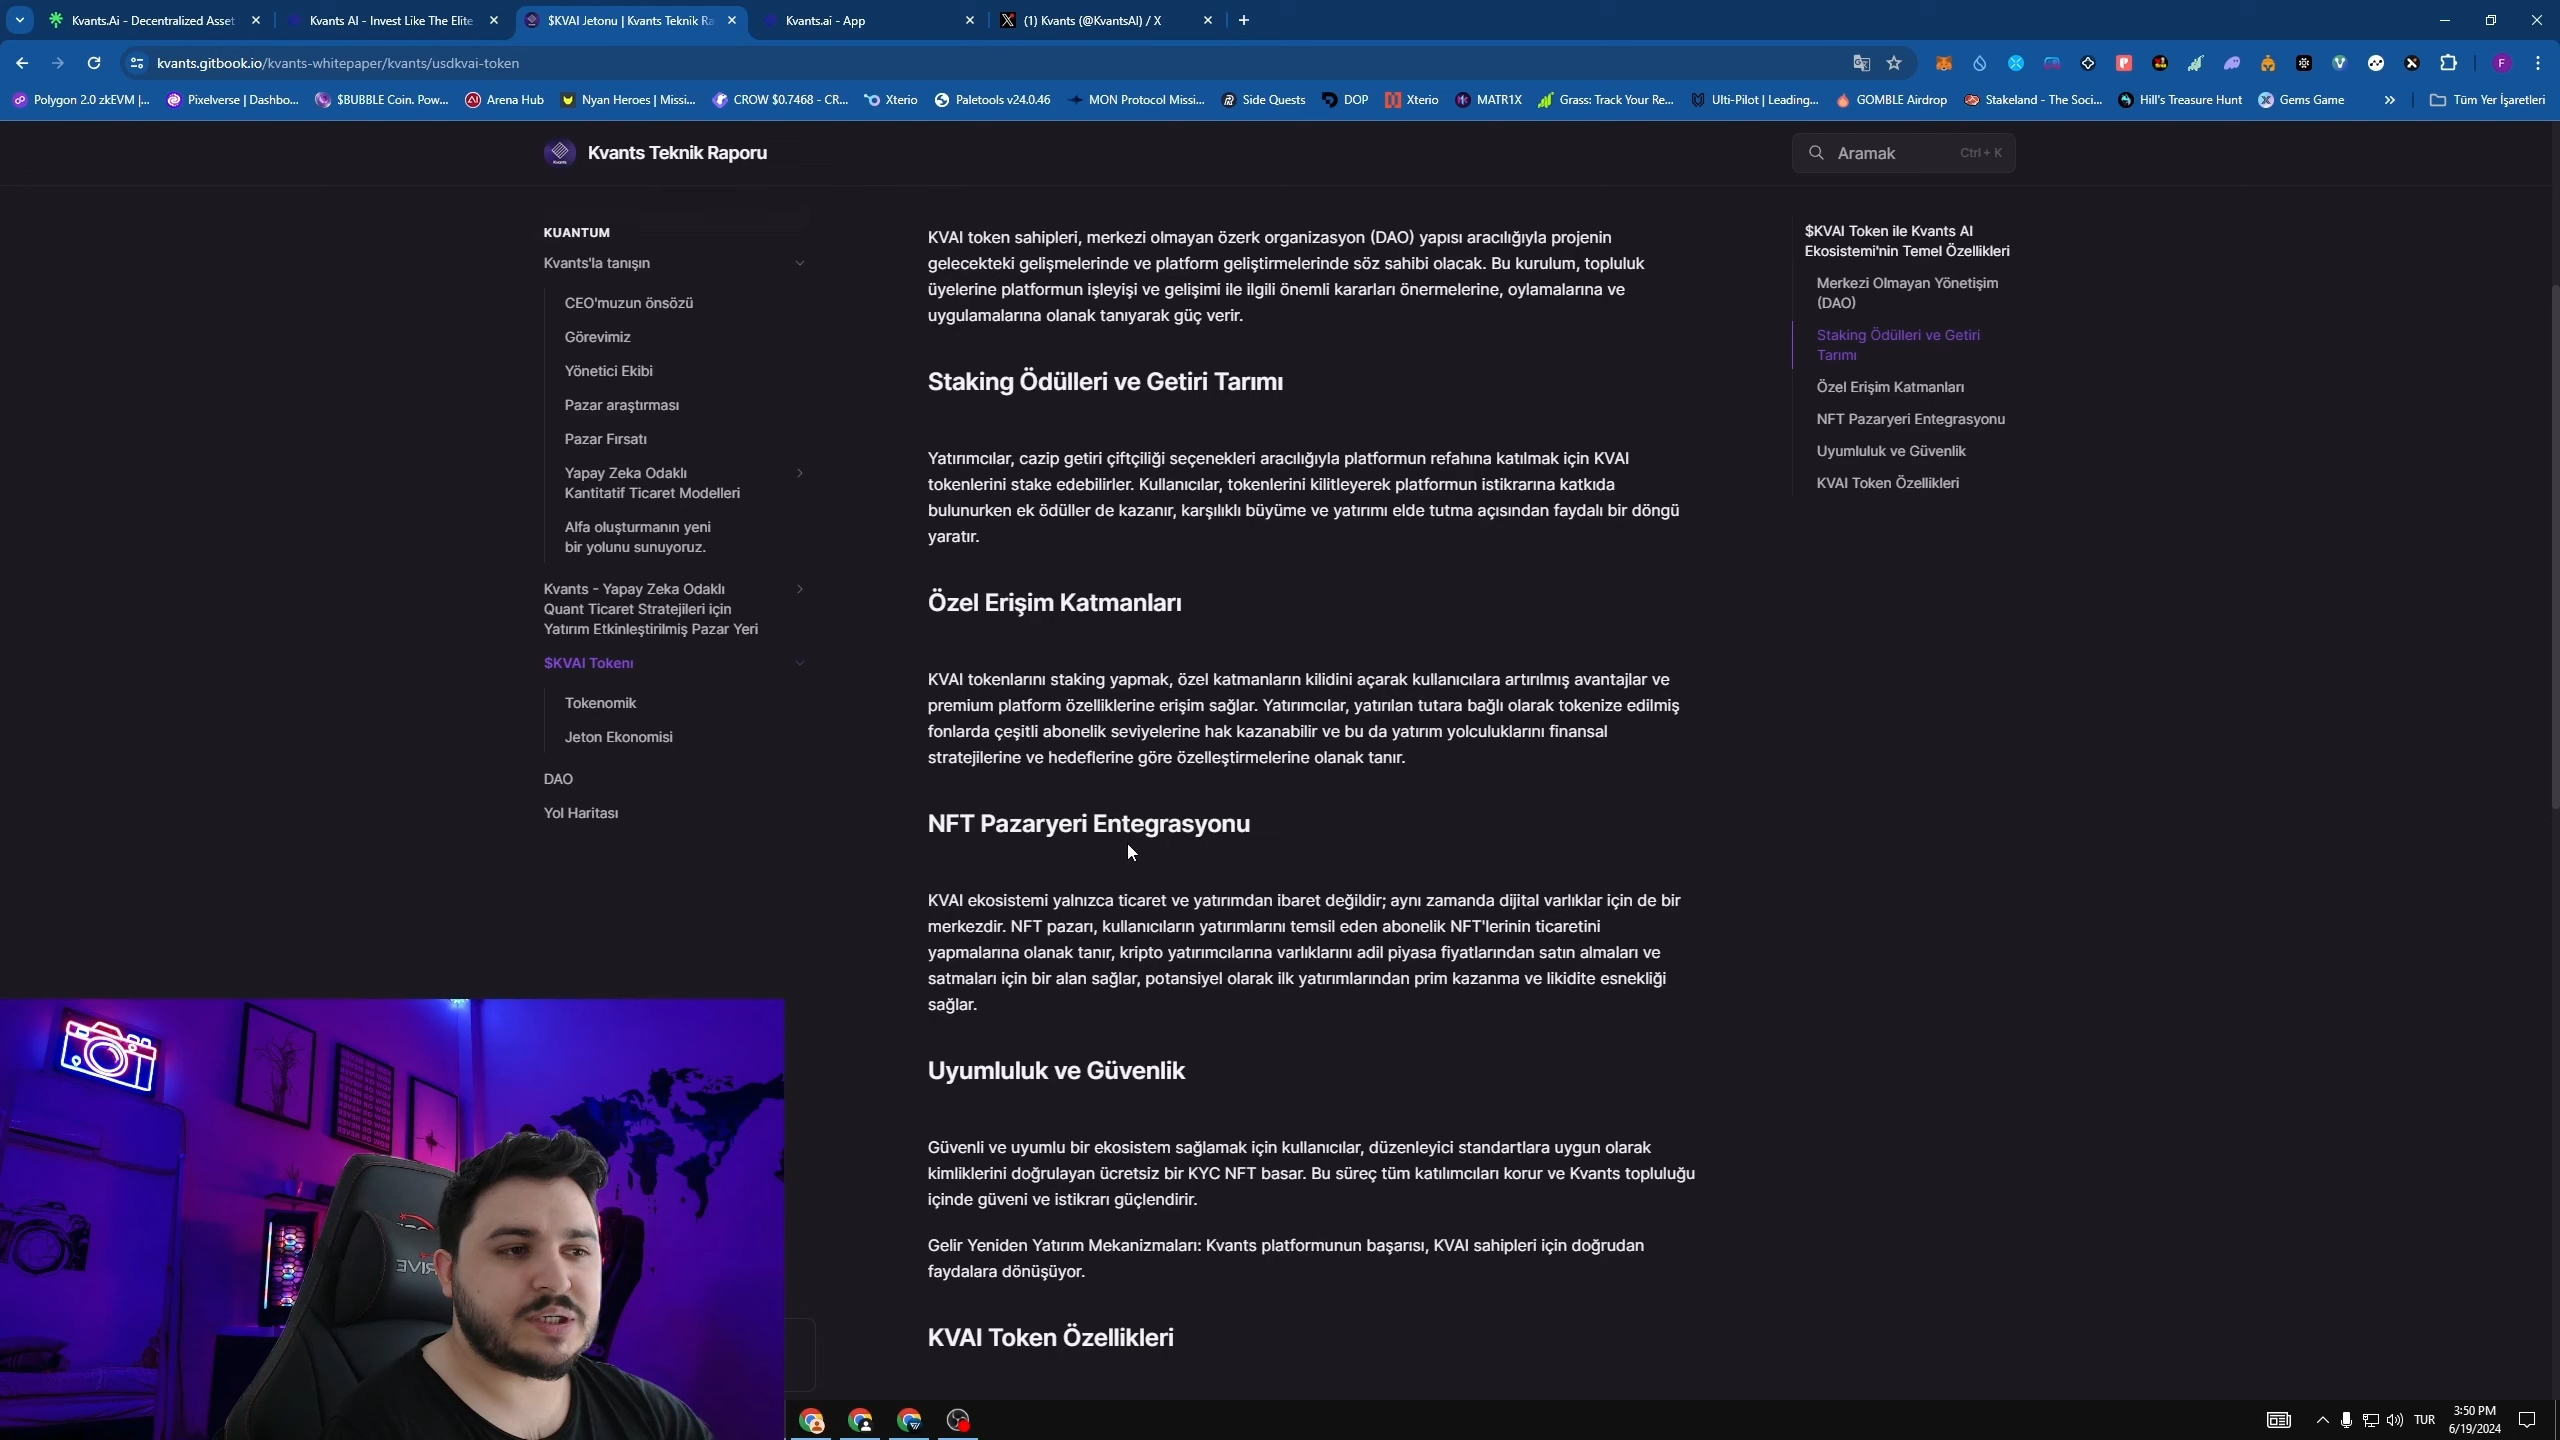 Kvants.Ai - Decentralized Asset
Kvants AI - Invest Like The Elite
$KVAI Jetonu | Kvants Teknik Ra
Kvants.ai - App
(1) Kvants (@KvantsAI) / X
kvants.gitbook.io/kvants-whitepaper/kvants/usdkvai-token
Polygon 2.0 zkEVM |...
Pixelverse | Dashbo...
$BUBBLE Coin. Pow...
Arena Hub
Nyan Heroes | Missi...
CROW $0.7468 - CR...
Xterio
Paletools v24.0.46
MON Protocol Missi...
Side Quests
DOP
Xterio
MATR1X
Grass: Track Your Re...
Ulti-Pilot | Leading...
GOMBLE Airdrop
Stakeland - The Soci...
Hill's Treasure Hunt
Gems Game
Tüm Yer İşaretleri
Kvants Teknik Raporu
Aramak
Ctrl + K
KUANTUM
Kvants'la tanışın
CEO'muzun önsözü
Görevimiz
Yönetici Ekibi
Pazar araştırması
Pazar Fırsatı
Yapay Zeka Odaklı
Kantitatif Ticaret Modelleri
Alfa oluşturmanın yeni
bir yolunu sunuyoruz.
Kvants - Yapay Zeka Odaklı
Quant Ticaret Stratejileri için
Yatırım Etkinleştirilmiş Pazar Yeri
$KVAI Tokenı
Tokenomik
Jeton Ekonomisi
DAO
Yol Haritası
KVAI token sahipleri, merkezi olmayan özerk organizasyon (DAO) yapısı aracılığıyla projenin
gelecekteki gelişmelerinde ve platform geliştirmelerinde söz sahibi olacak. Bu kurulum, topluluk
üyelerine platformun işleyişi ve gelişimi ile ilgili önemli kararları önermelerine, oylamalarına ve
uygulamalarına olanak tanıyarak güç verir.
Staking Ödülleri ve Getiri Tarımı
Yatırımcılar, cazip getiri çiftçiliği seçenekleri aracılığıyla platformun refahına katılmak için KVAI
tokenlerini stake edebilirler. Kullanıcılar, tokenlerini kilitleyerek platformun istikrarına katkıda
bulunurken ek ödüller de kazanır, karşılıklı büyüme ve yatırımı elde tutma açısından faydalı bir döngü
yaratır.
Özel Erişim Katmanları
KVAI tokenlarını staking yapmak, özel katmanların kilidini açarak kullanıcılara artırılmış avantajlar ve
premium platform özelliklerine erişim sağlar. Yatırımcılar, yatırılan tutara bağlı olarak tokenize edilmiş
fonlarda çeşitli abonelik seviyelerine hak kazanabilir ve bu da yatırım yolculuklarını finansal
stratejilerine ve hedeflerine göre özelleştirmelerine olanak tanır.
NFT Pazaryeri Entegrasyonu
KVAI ekosistemi yalnızca ticaret ve yatırımdan ibaret değildir; aynı zamanda dijital varlıklar için de bir
merkezdir. NFT pazarı, kullanıcıların yatırımlarını temsil eden abonelik NFT'lerinin ticaretini
yapmalarına olanak tanır, kripto yatırımcılarına varlıklarını adil piyasa fiyatlarından satın almaları ve
satmaları için bir alan sağlar, potansiyel olarak ilk yatırımlarından prim kazanma ve likidite esnekliği
sağlar.
Uyumluluk ve Güvenlik
Güvenli ve uyumlu bir ekosistem sağlamak için kullanıcılar, düzenleyici standartlara uygun olarak
kimliklerini doğrulayan ücretsiz bir KYC NFT basar. Bu süreç tüm katılımcıları korur ve Kvants topluluğu
içinde güveni ve istikrarı güçlendirir.
Gelir Yeniden Yatırım Mekanizmaları: Kvants platformunun başarısı, KVAI sahipleri için doğrudan
faydalara dönüşüyor.
KVAI Token Özellikleri
$KVAI Token ile Kvants AI
Ekosistemi'nin Temel Özellikleri
Merkezi Olmayan Yönetişim
(DAO)
Staking Ödülleri ve Getiri
Tarımı
Özel Erişim Katmanları
NFT Pazaryeri Entegrasyonu
Uyumluluk ve Güvenlik
KVAI Token Özellikleri
TUR
3:50 PM
6/19/2024